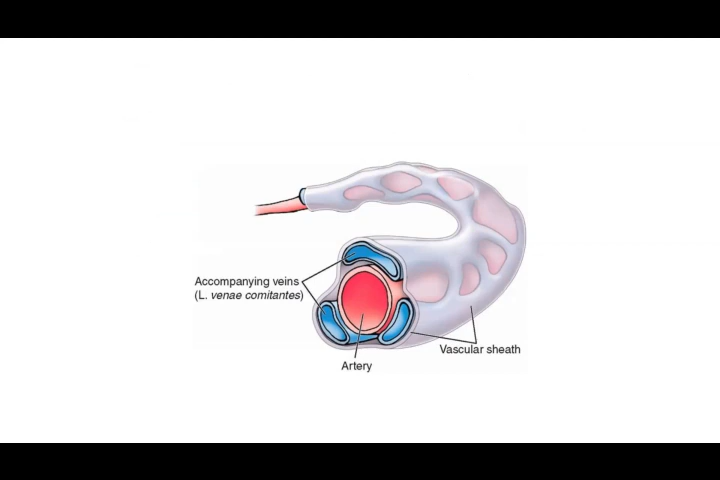 Accompanying veins
(L. venae comitantes)
Vascular sheath
Artery